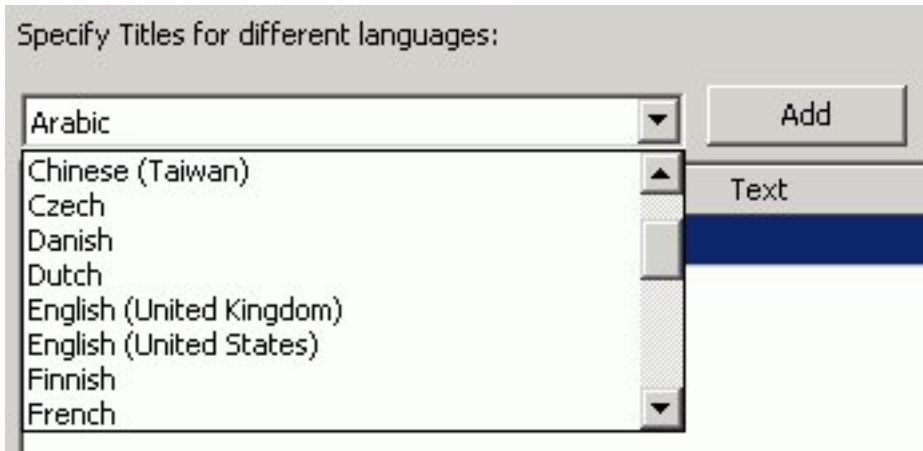 Specify Titles for different languages:
Arabic
Add
Text
Chinese (Taiwan)
Czech
Danish
Dutch
English (United Kingdom)
English (United States)
Finnish
French